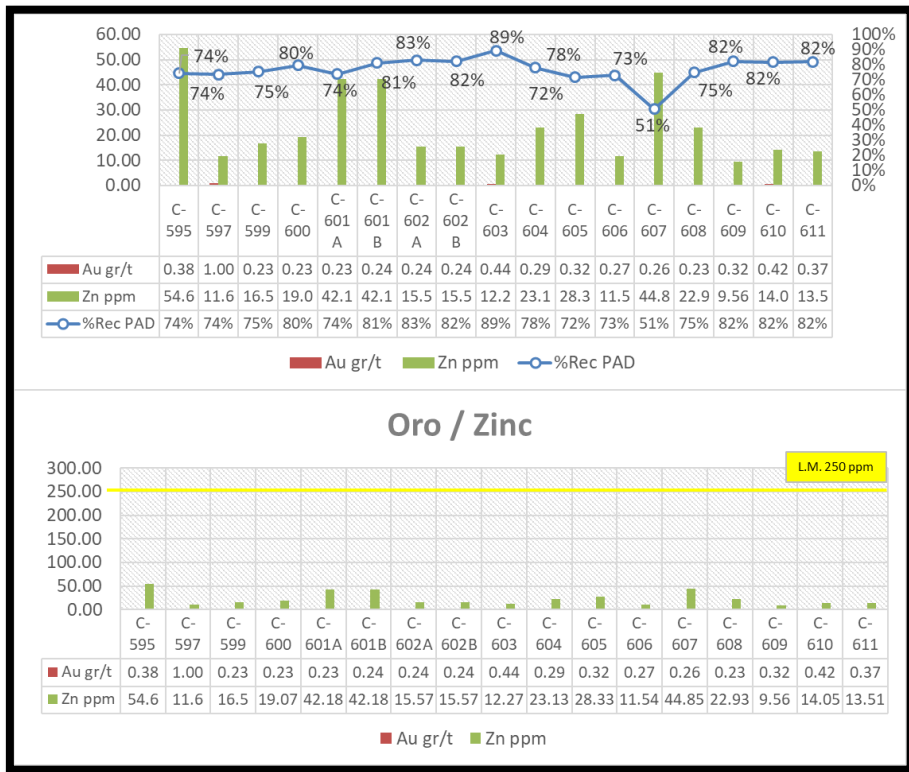 60.00
50.00
40.00
30.00
20.00
10.00
0.00
100%
90%
80%
70%
60%
50%
40%
30%
20%
10%
0%
74% 74% 75% 80% 74% 81% 83% 82% 89% 78% 72% 73% 51% 75% 82% 82% 82%
C-595 C-597 C-599 C-600 C-601A C-601B C-602A C-602B C-603 C-604 C-605 C-606 C-607 C-608 C-609 C-610 C-611
Au gr/t 0.38 1.00 0.23 0.23 0.23 0.24 0.24 0.24 0.44 0.29 0.32 0.27 0.26 0.23 0.32 0.42 0.37
Zn ppm 54.6 11.6 16.5 19.0 42.1 42.1 15.5 15.5 12.2 23.1 28.3 11.5 44.8 22.9 9.56 14.0 13.5
%Rec PAD 74% 74% 75% 80% 74% 81% 83% 82% 89% 78% 72% 73% 51% 75% 82% 82% 82%
Au gr/t Zn ppm %Rec PAD
Oro / Zinc
L.M. 250 ppm
300.00
250.00
200.00
150.00
100.00
50.00
0.00
C-595 C-597 C-599 C-600 C-601A C-601B C-602A C-602B C-603 C-604 C-605 C-606 C-607 C-608 C-609 C-610 C-611
Au gr/t 0.38 1.00 0.23 0.23 0.23 0.24 0.24 0.24 0.44 0.29 0.32 0.27 0.26 0.23 0.32 0.42 0.37
Zn ppm 54.6 11.6 16.5 19.07 42.18 42.18 15.57 15.57 12.27 23.13 28.33 11.54 44.85 22.93 9.56 14.05 13.51
Au gr/t Zn ppm